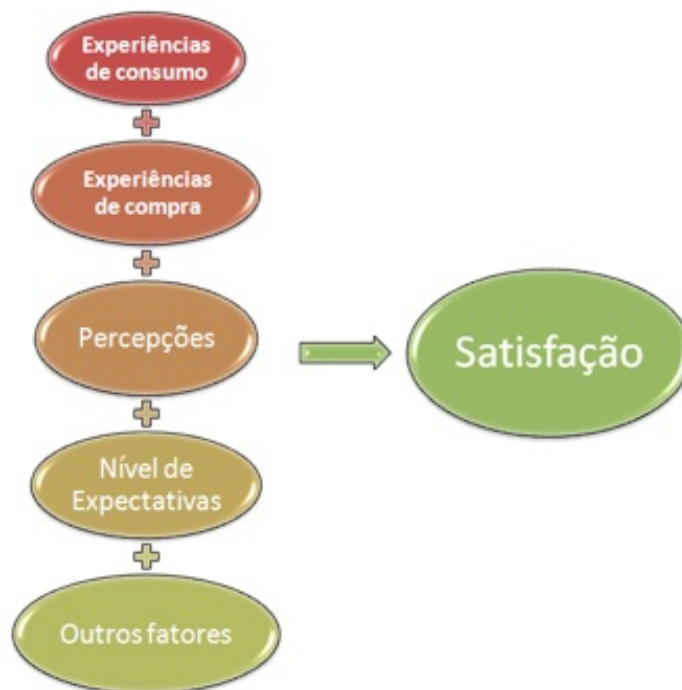 Experiências
de consumo
Experiências
de compra
Percepções
Nível de
Expectativas
Outros fatores
Satisfação